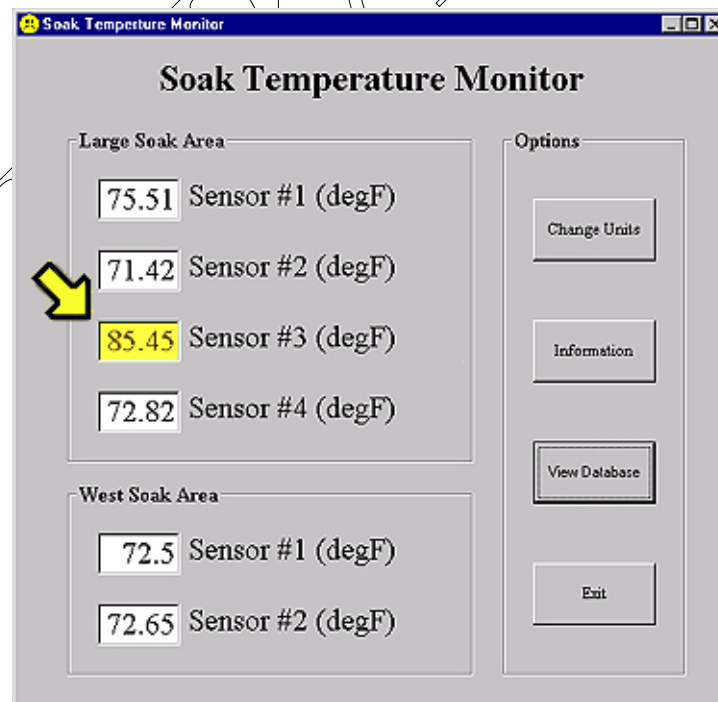 Soak Temperture Monitor
Soak Temperature Monitor
Large Soak Area
75.51 Sensor #1 (degF)
71.42 Sensor #2 (degF)
85.45 Sensor #3 (degF)
72.82 Sensor #4 (degF)
West Soak Area
72.5 Sensor #1 (degF)
72.65 Sensor #2 (degF)
Options
Change Units
Information
View Database
Exit